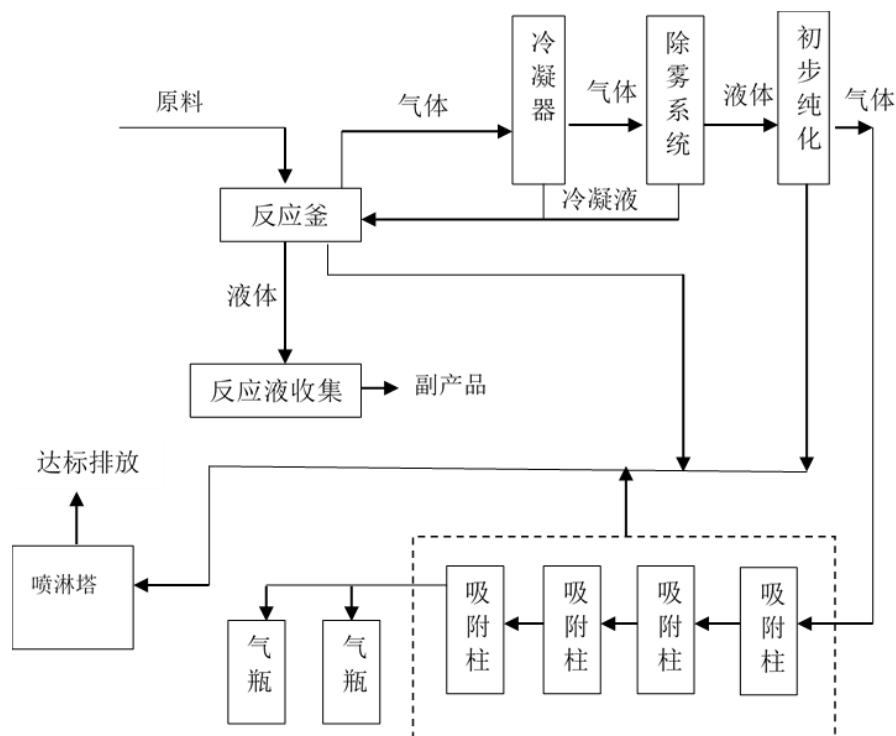 原料
气体
冷凝器
气体
除雾系统
液体
初步纯化
气体
反应釜
冷凝液
液体
反应液收集
副产品
达标排放
喷淋塔
气瓶
气瓶
吸附柱
吸附柱
吸附柱
吸附柱